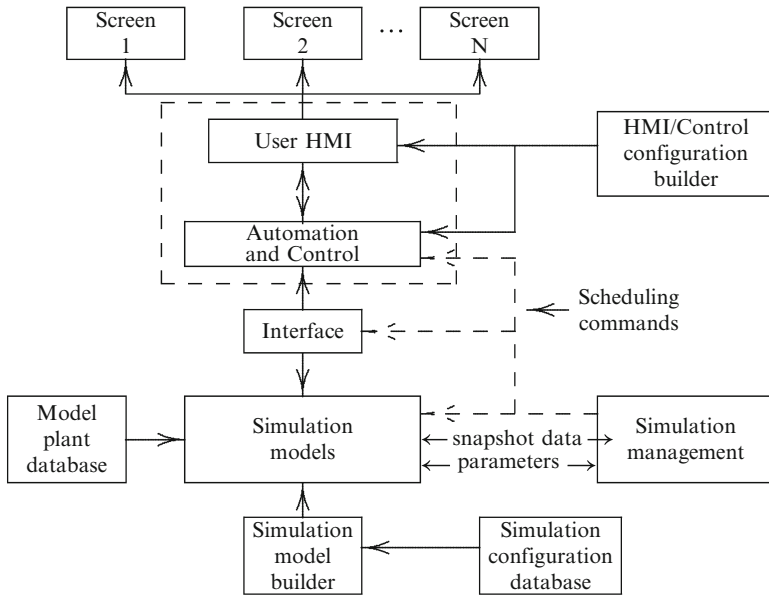 Screen
1
Screen
2
...
Screen
N
User HMI
HMI/Control
configuration
builder
Automation
and Control
Scheduling
commands
Interface
Model
plant
database
Simulation
models
snapshot data
parameters
Simulation
management
Simulation
model
builder
Simulation
configuration
database